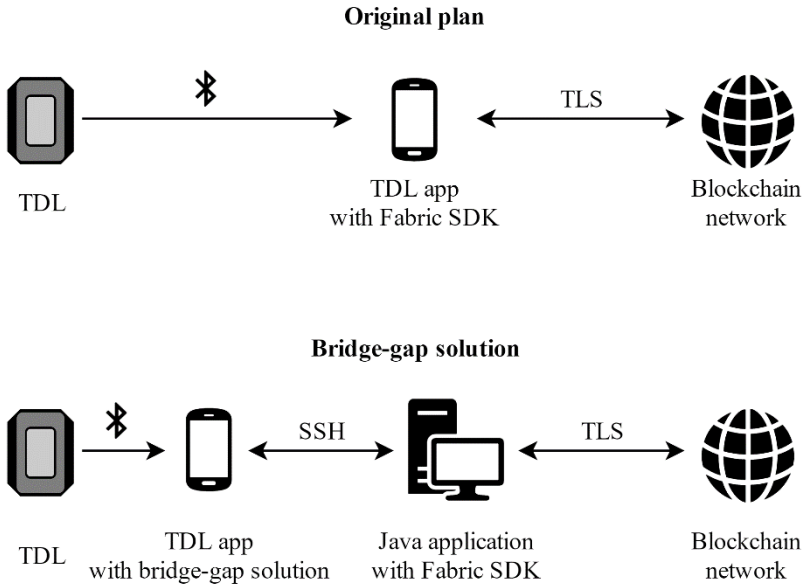 Original plan
TLS
TDL
TDL app
with Fabric SDK
Blockchain
network
Bridge-gap solution
SSH
TLS
TDL
TDL app
with bridge-gap solution
Java application
with Fabric SDK
Blockchain
network